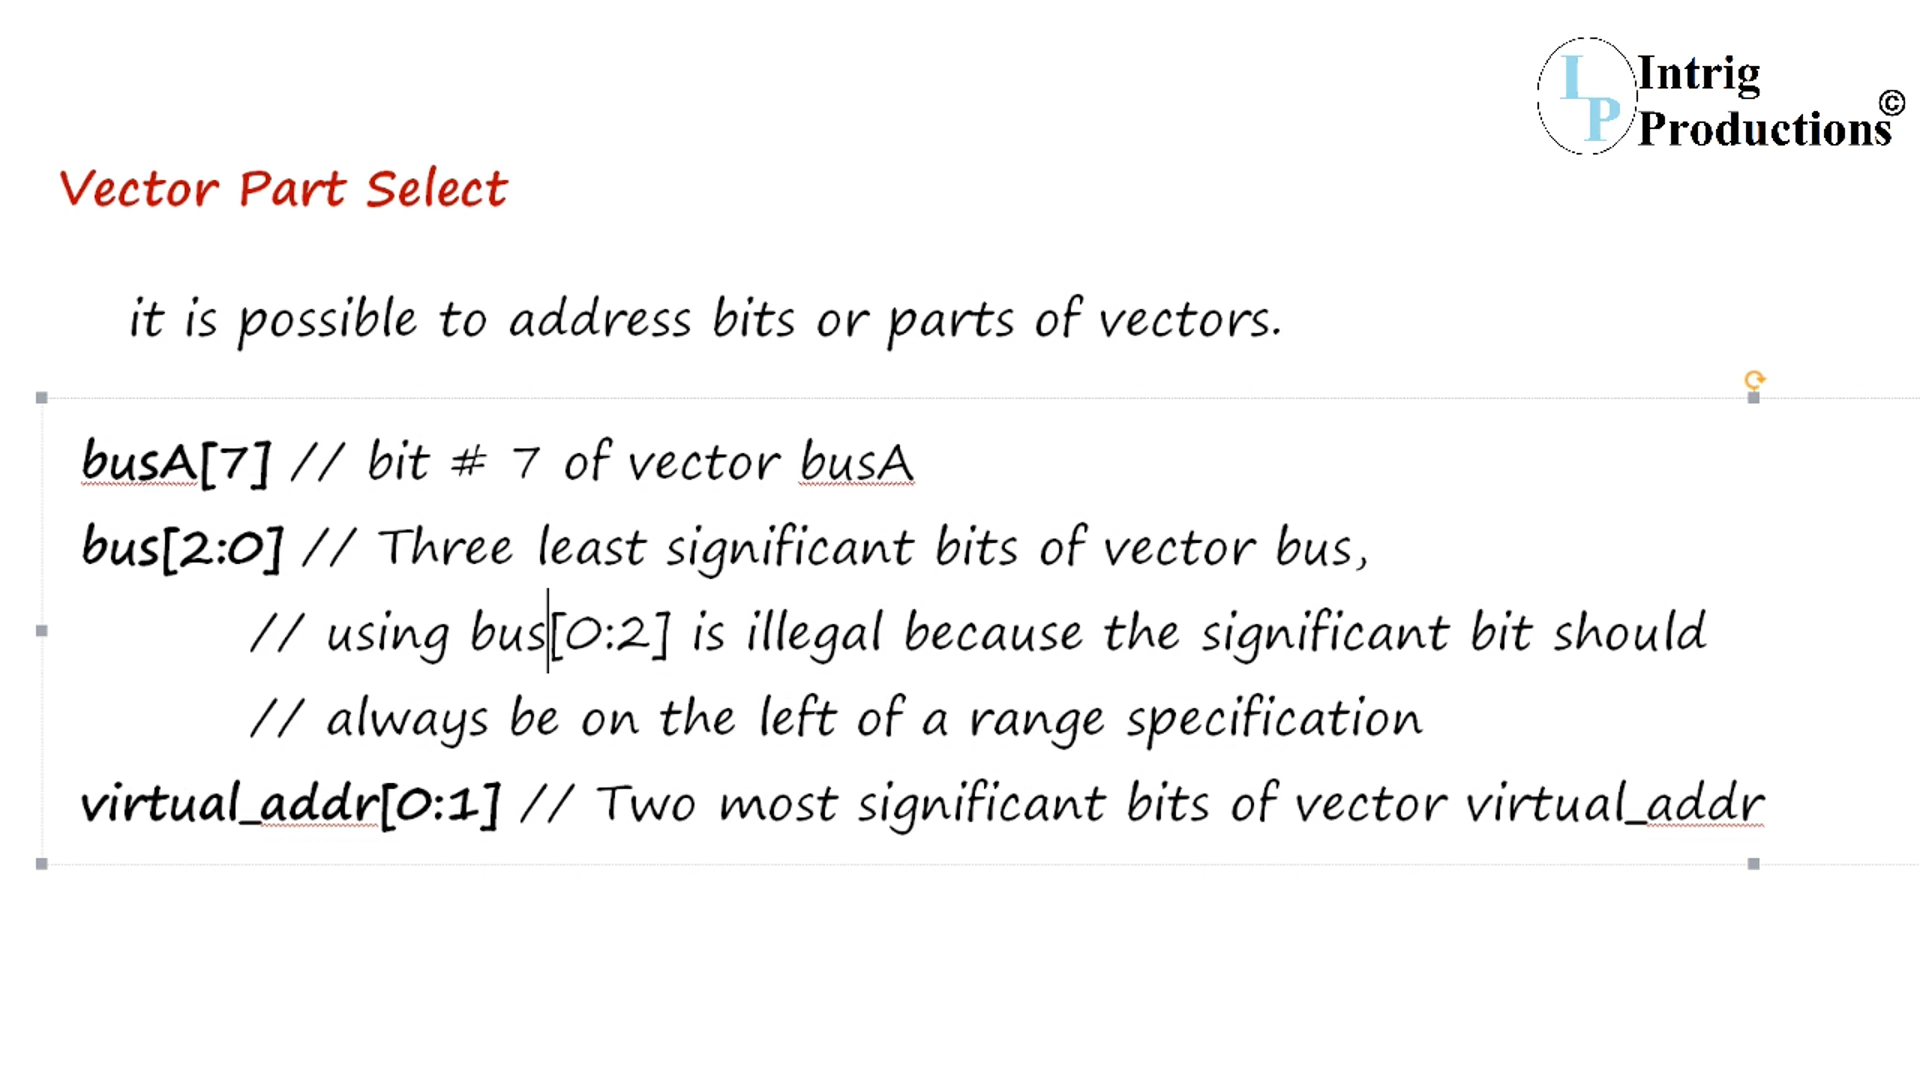 I P Intrig Productions ©
Vector Part Select
it is possible to address bits or parts of vectors.
busA[7] // bit # 7 of vector busA
bus[2:0] // Three least significant bits of vector bus,
// using bus[0:2] is illegal because the significant bit should
// always be on the left of a range specification
virtual_addr[0:1] // Two most significant bits of vector virtual_addr